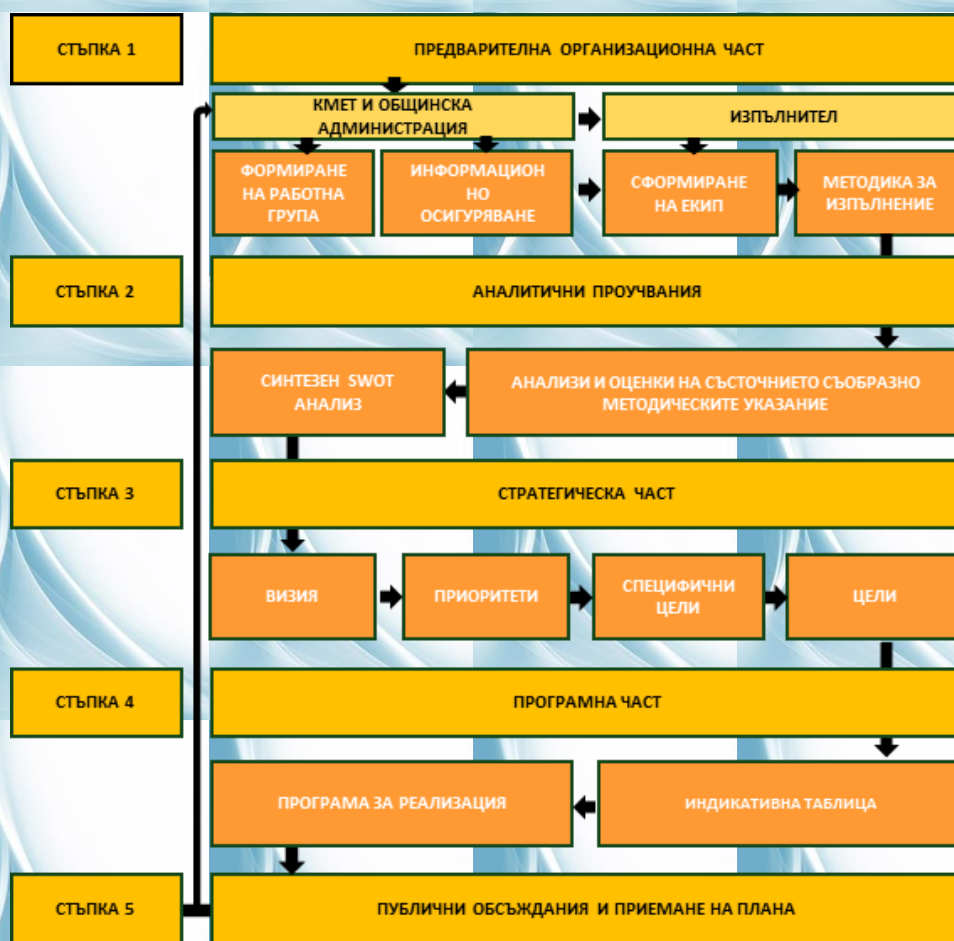 СТЪПКА 1
ПРЕДВАРИТЕЛНА ОРГАНИЗАЦИОННА ЧАСТ
КМЕТ И ОБЩИНСКА
АДМИНИСТРАЦИЯ
ИЗПЪЛНИТЕЛ
ФОРМИРАНЕ
НА РАБОТНА
ГРУПА
ИНФОРМАЦИОН
НО
ОСИГУРЯВАНЕ
СФОРМИРАНЕ
НА ЕКИП
МЕТОДИКА ЗА
ИЗПЪЛНЕНИЕ
СТЪПКА 2
АНАЛИТИЧНИ ПРОУЧВАНИЯ
СИНТЕЗЕН SWOT
АНАЛИЗ
АНАЛИЗИ И ОЦЕНКИ НА СЪСТОЧНИЕТО СЪОБРАЗНО
МЕТОДИЧЕСКИТЕ УКАЗАНИЕ
СТЪПКА 3
СТРАТЕГИЧЕСКА ЧАСТ
ВИЗИЯ
ПРИОРИТЕТИ
СПЕЦИФИЧНИ
ЦЕЛИ
ЦЕЛИ
СТЪПКА 4
ПРОГРАМНА ЧАСТ
ПРОГРАМА ЗА РЕАЛИЗАЦИЯ
ИНДИКАТИВНА ТАБЛИЦА
СТЪПКА 5
ПУБЛИЧНИ ОБСЪЖДАНИЯ И ПРИЕМАНЕ НА ПЛАНА